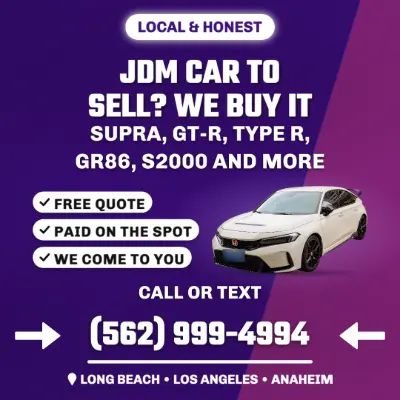 LOCAL & HONEST
JDM CAR TO
SELL? WE BUY IT
SUPRA, GT-R, TYPE R,
GR86, S2000 AND MORE
FREE QUOTE
PAID ON THE SPOT
WE COME TO YOU
CALL OR TEXT
(562) 999-4994
LONG BEACH • LOS ANGELES • ANAHEIM